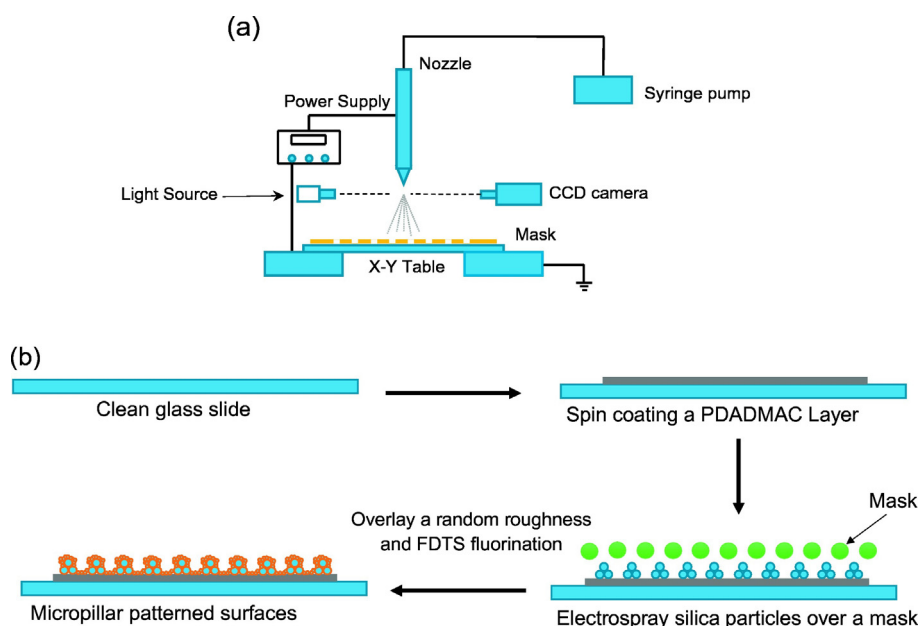 (a)
Nozzle
Syringe pump
Power Supply
Light Source
CCD camera
Mask
X-Y Table
(b)
Clean glass slide
Spin coating a PDADMAC Layer
Mask
Overlay a random roughness
and FDTS fluorination
Micropillar patterned surfaces
Electrospray silica particles over a mask